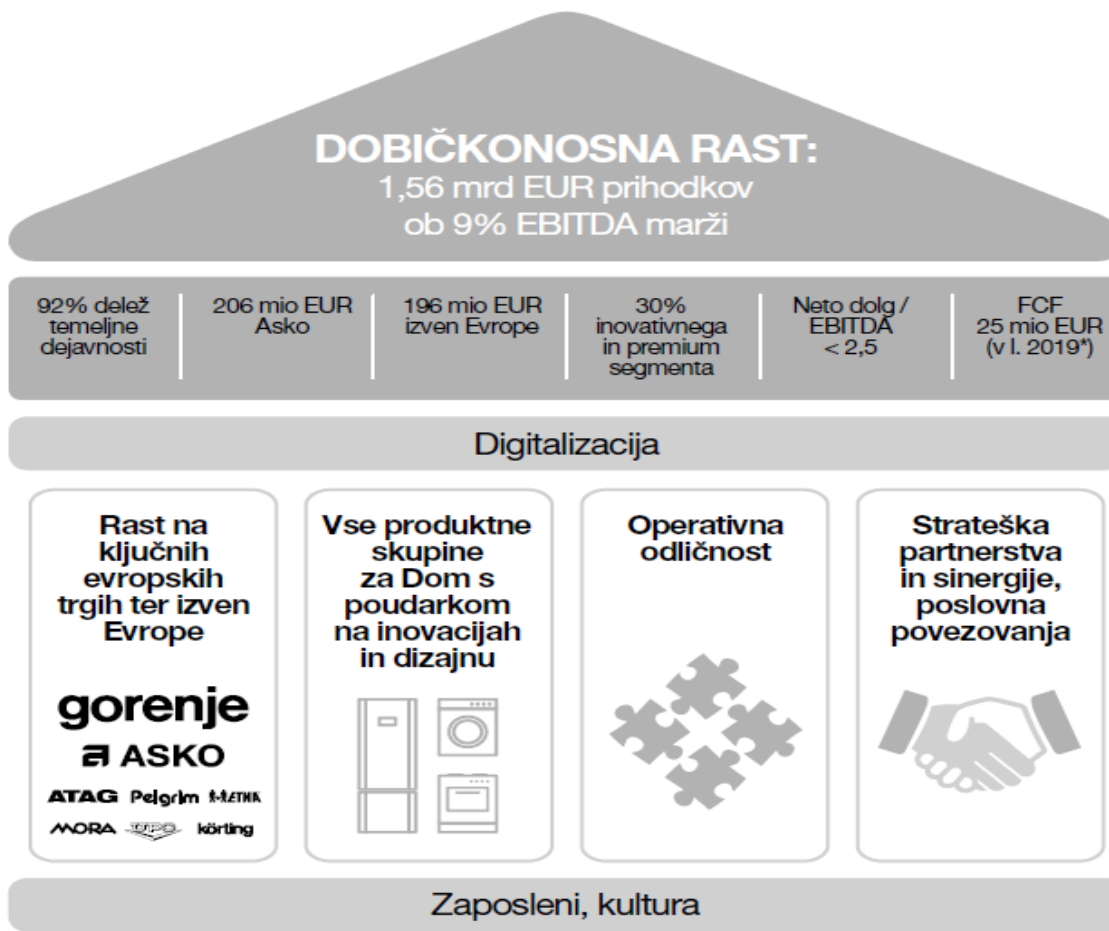 DOBIČKONOSNA RAST:
1,56 mrd EUR prihodkov
ob 9% EBITDA marži
92% delež
temeljne
dejavnosti
206 mio EUR
Asko
196 mio EUR
izven Evrope
30%
inovativnega
in premium
segmenta
Neto dolg /
EBITDA
< 2,5
FCF
25 mio EUR
(v l. 2019*)
Digitalizacija
Rast na
ključnih
evropskih
trgih ter izven
Evrope
gorenje
ASKO
ATAG Pelgrim ETNA
MORA UPO körting
Vse produktne
skupine
za Dom s
poudarkom
na inovacijah
in dizajnu
Operativna
odličnost
Strateška
partnerstva
in sinergije,
poslovna
povezovanja
Zaposleni, kultura